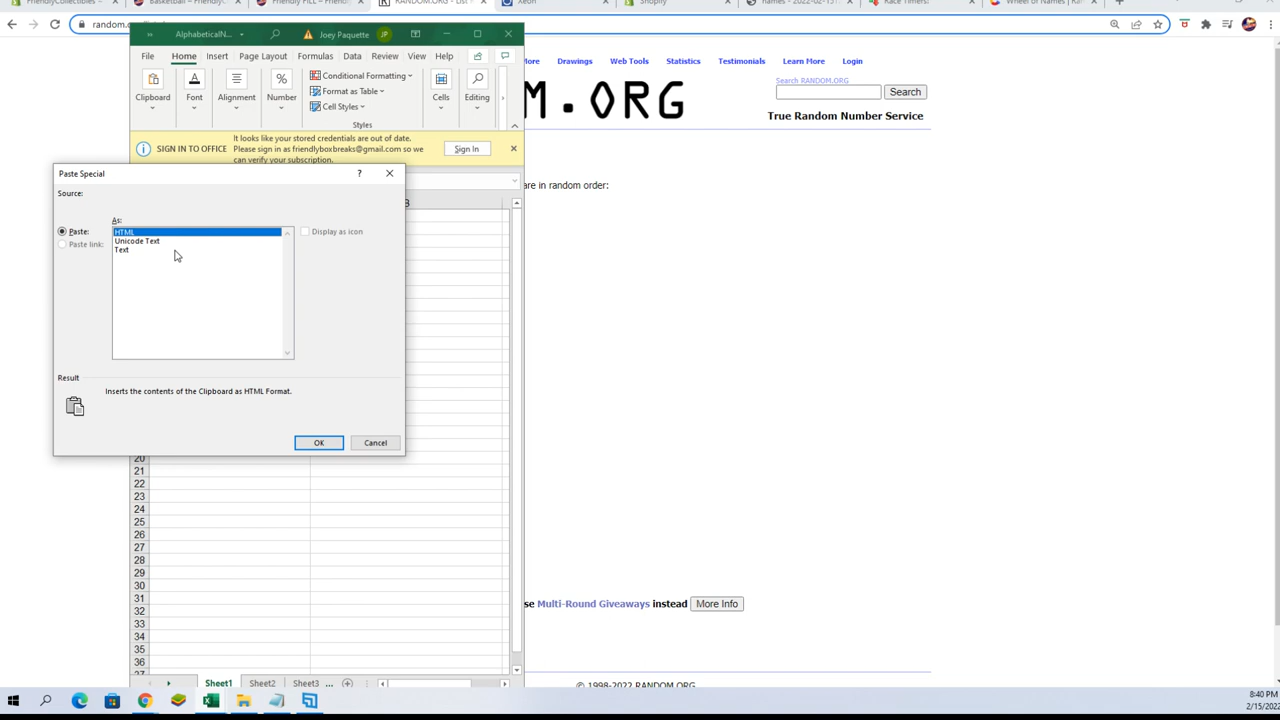 FriendlyCollectibles
Basketball – FriendlyC
Friendly FILL – Friends
RANDOM.ORG - List
Xeon
Shopify
names - 2022-02-15T
Race Timers!
Wheel of Names | Ran
random.
AlphabeticalN...
Joey Paquette
JP
File Home Insert Page Layout Formulas Data Review View Help
Clipboard
Font
Alignment
Number
Conditional Formatting
Format as Table
Cell Styles
Styles
Cells
Editing
More Drawings Web Tools Statistics Testimonials Learn More Login
Search RANDOM.ORG
Search
M.ORG
True Random Number Service
SIGN IN TO OFFICE
It looks like your stored credentials are out of date.
Please sign in as friendlyboxbreaks@gmail.com so we
can verify your subscription.
Sign In
are in random order:
Paste Special
Source:
As:
Paste:
Paste link:
HTML
Unicode Text
Text
Display as icon
Result
Inserts the contents of the Clipboard as HTML Format.
OK
Cancel
B
20
21
22
23
24
25
26
27
28
29
30
31
32
33
34
35
36
37
se Multi-Round Giveaways instead More Info
Sheet1 Sheet2 Sheet3 ...
© 1998-2022 RANDOM.ORG
8:40 PM
2/15/2022